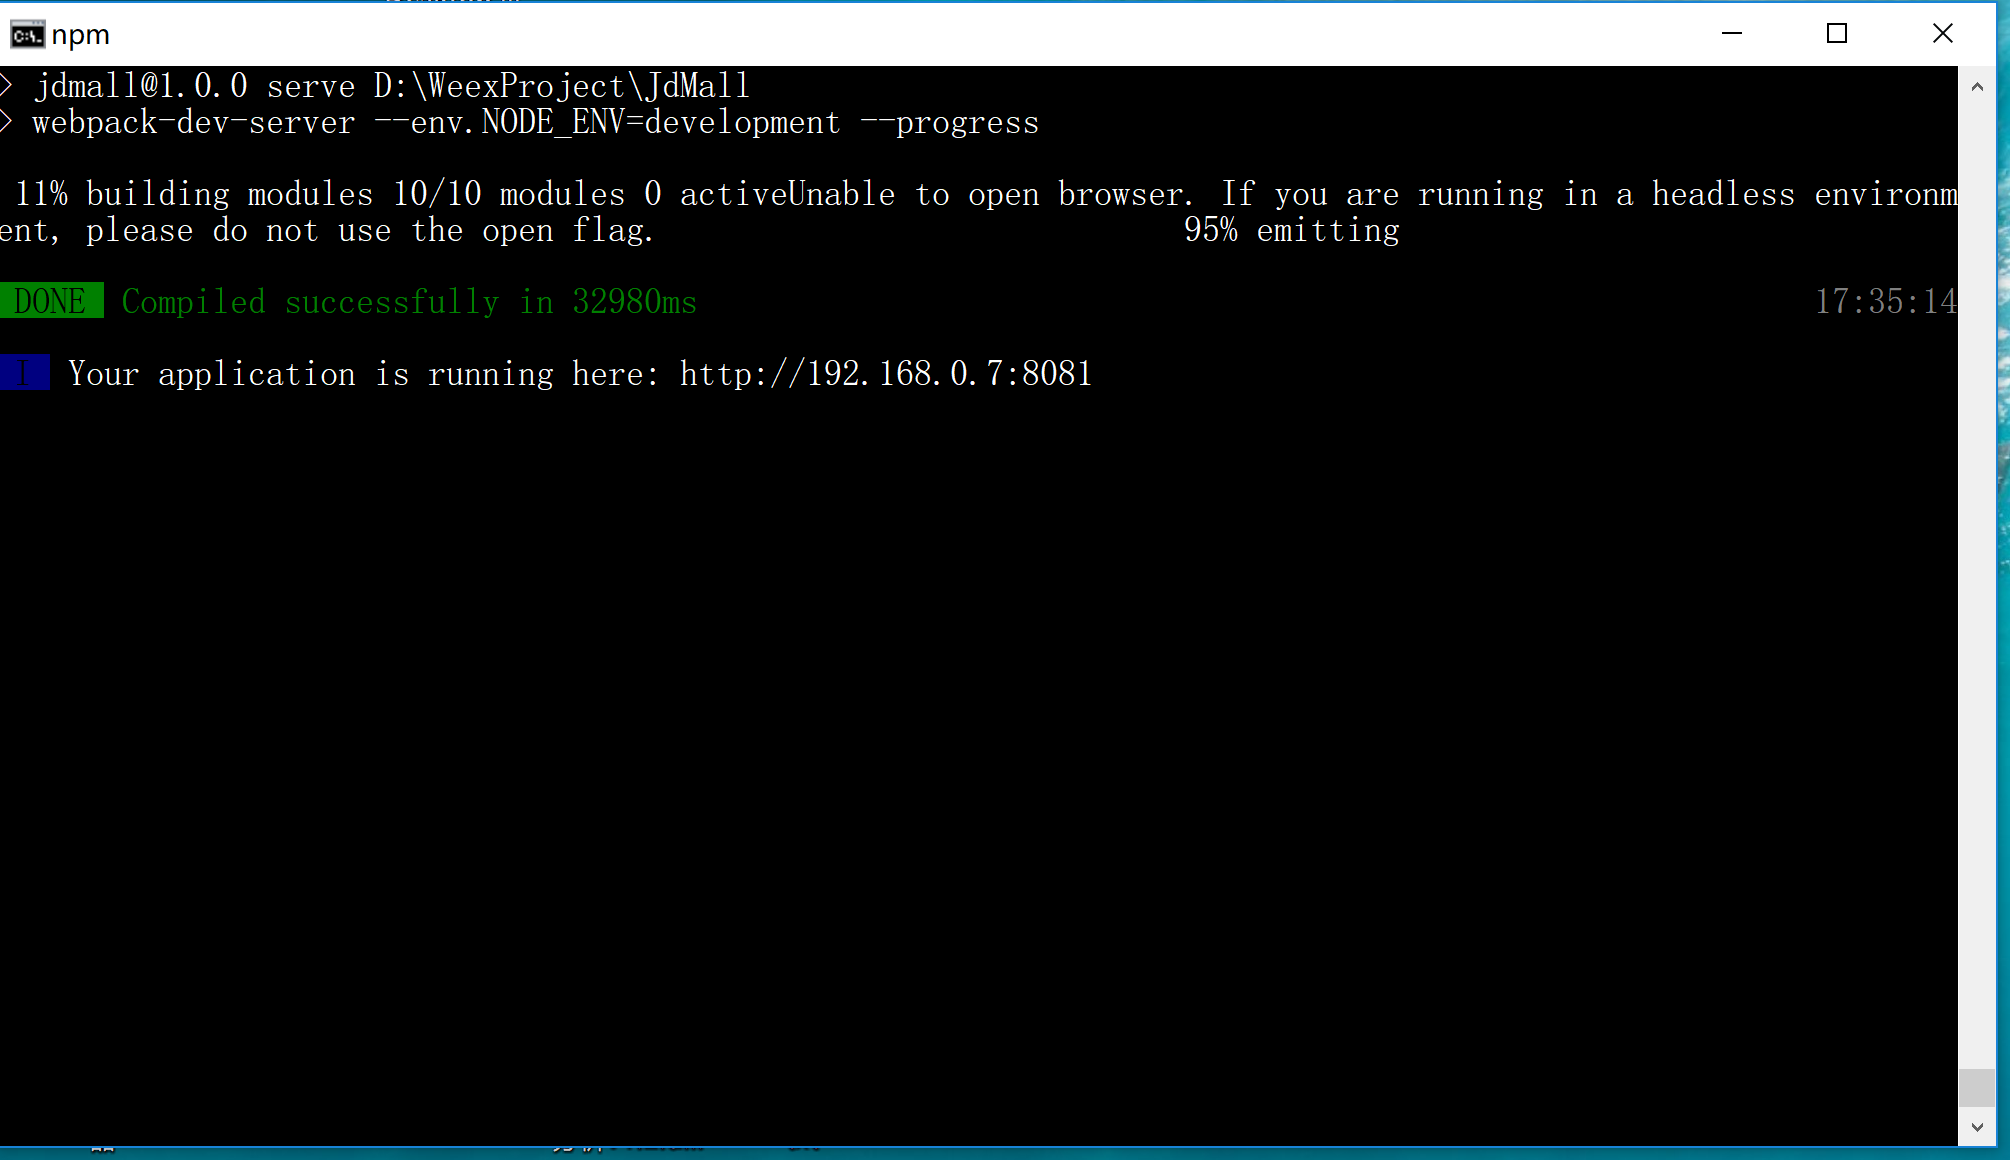 npm
> jdmall@1.0.0 serve D:\WeexProject\JdMall
> webpack-dev-server --env.NODE_ENV=development --progress
11% building modules 10/10 modules 0 activeUnable to open browser. If you are running in a headless environm
ent, please do not use the open flag. 95% emitting
DONE Compiled successfully in 32980ms 17:35:14
I Your application is running here: http://192.168.0.7:8081